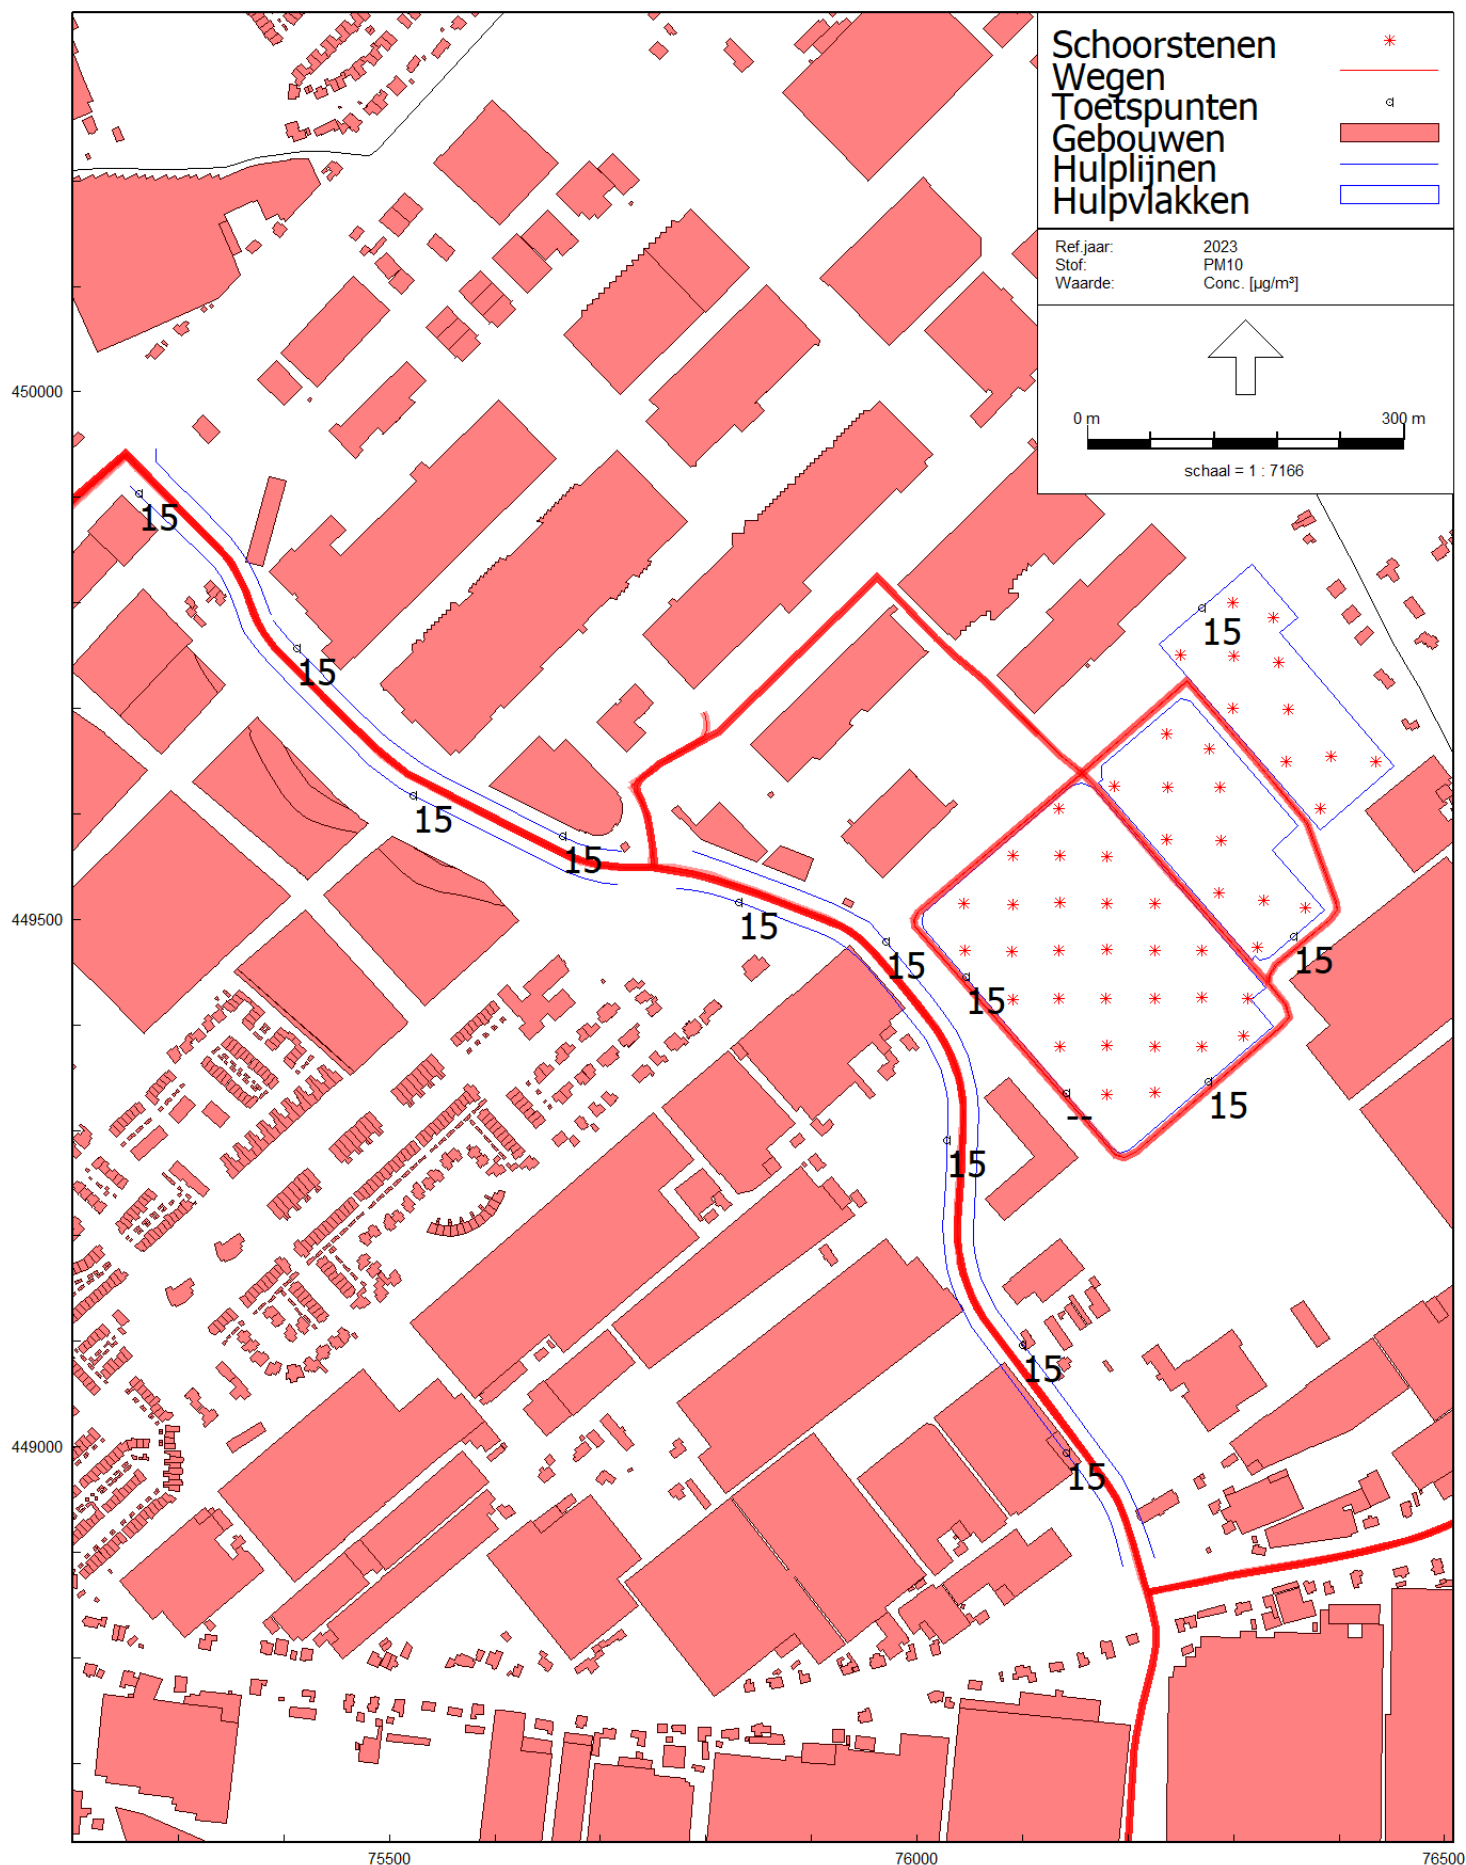 Schoorstenen
Wegen
Toetspunten
Gebouwen
Hulplijnen
Hulpvlakken
Ref.jaar: 2023
Stof: PM10
Waarde: Conc. [µg/m³]
0 m 300 m
schaal = 1 : 7166
450000
15
15
15
15
15
15
15
15
15
15
--
15
15
449500
15
15
449000
75500 76000 76500